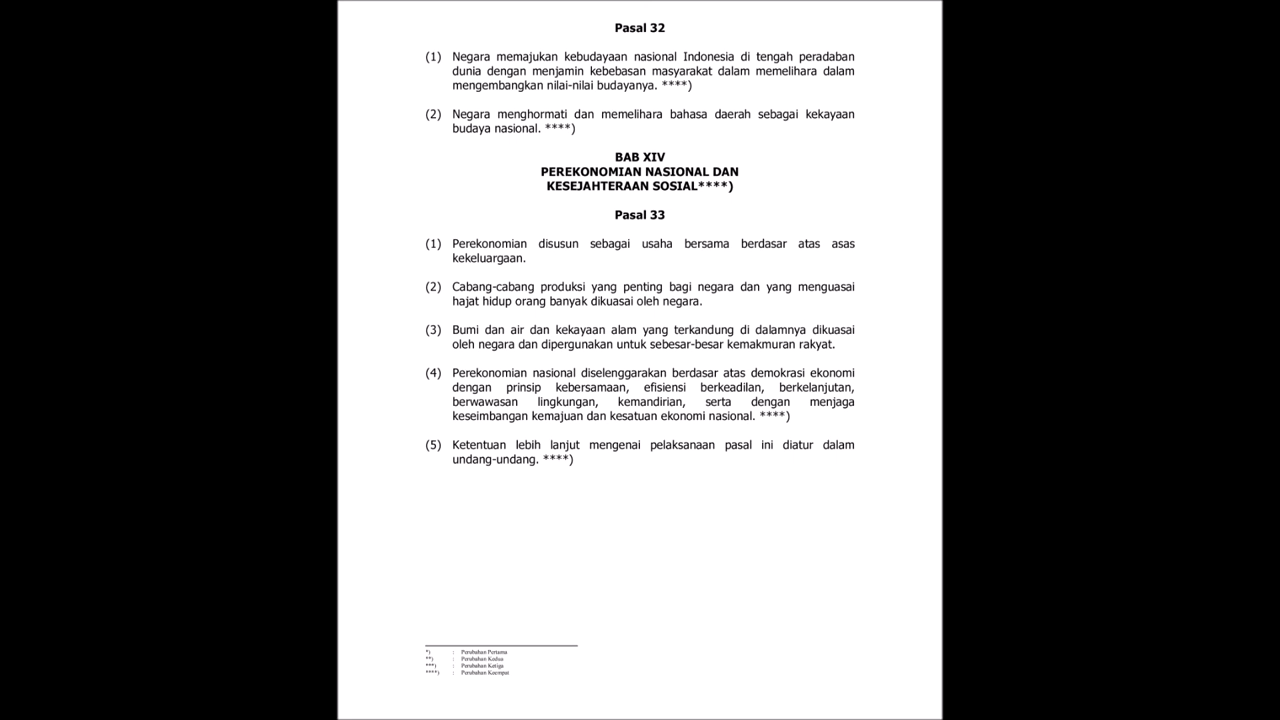 Pasal 32
(1) Negara memajukan kebudayaan nasional Indonesia di tengah peradaban
dunia dengan menjamin kebebasan masyarakat dalam memelihara dalam
mengembangkan nilai-nilai budayanya. ****)
(2) Negara menghormati dan memelihara bahasa daerah sebagai kekayaan
budaya nasional. ****)
BAB XIV
PEREKONOMIAN NASIONAL DAN
KESEJAHTERAAN SOSIAL****)
Pasal 33
(1) Perekonomian disusun sebagai usaha bersama berdasar atas asas
kekeluargaan.
(2) Cabang-cabang produksi yang penting bagi negara dan yang menguasai
hajat hidup orang banyak dikuasai oleh negara.
(3) Bumi dan air dan kekayaan alam yang terkandung di dalamnya dikuasai
oleh negara dan dipergunakan untuk sebesar-besar kemakmuran rakyat.
(4) Perekonomian nasional diselenggarakan berdasar atas demokrasi ekonomi
dengan prinsip kebersamaan, efisiensi berkeadilan, berkelanjutan,
berwawasan lingkungan, kemandirian, serta dengan menjaga
keseimbangan kemajuan dan kesatuan ekonomi nasional. ****)
(5) Ketentuan lebih lanjut mengenai pelaksanaan pasal ini diatur dalam
undang-undang. ****)
*) : Perubahan Pertama
**) : Perubahan Kedua
***) : Perubahan Ketiga
****) : Perubahan Keempat